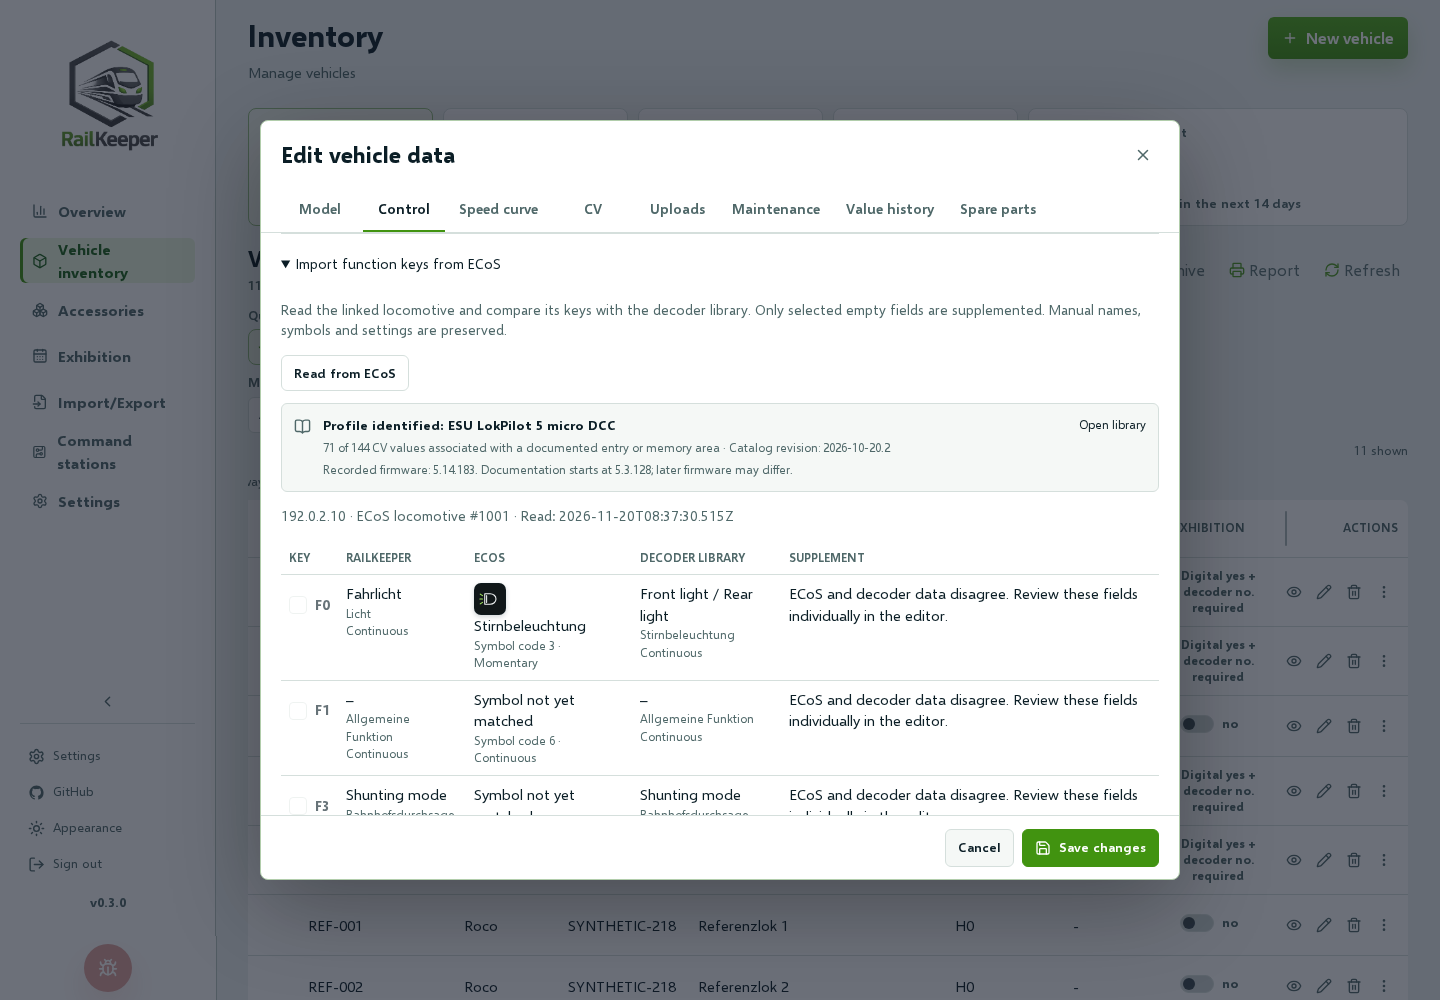 Inventory
Manage vehicles
New vehicle
RailKeeper
Overview
Vehicle
inventory
Accessories
Exhibition
Import/Export
Command
stations
Settings
Settings
GitHub
Appearance
Sign out
v0.3.0
in the next 14 days
Report
Refresh
11 shown
Edit vehicle data
Model
Control
Speed curve
CV
Uploads
Maintenance
Value history
Spare parts
Import function keys from ECoS
Read the linked locomotive and compare its keys with the decoder library. Only selected empty fields are supplemented. Manual names,
symbols and settings are preserved.
Read from ECoS
Profile identified: ESU LokPilot 5 micro DCC
Open library
71 of 144 CV values associated with a documented entry or memory area · Catalog revision: 2026-10-20.2
Recorded firmware: 5.14.183. Documentation starts at 5.3.128; later firmware may differ.
192.0.2.10 · ECoS locomotive #1001 · Read: 2026-11-20T08:37:30.515Z
KEY RAILKEEPER ECOS DECODER LIBRARY SUPPLEMENT
F0
Fahrlicht
Licht
Continuous
Stirnbeleuchtung
Symbol code 3 ·
Momentary
Front light / Rear
light
Stirnbeleuchtung
Continuous
ECoS and decoder data disagree. Review these fields
individually in the editor.
F1
–
Allgemeine
Funktion
Continuous
Symbol not yet
matched
Symbol code 6 ·
Continuous
–
Allgemeine Funktion
Continuous
ECoS and decoder data disagree. Review these fields
individually in the editor.
F3
Shunting mode
Symbol not yet
Shunting mode
ECoS and decoder data disagree. Review these fields
Cancel
Save changes
ACTIONS
Digital yes +
decoder no.
required
Digital yes +
decoder no.
required
no
Digital yes +
decoder no.
required
Digital yes +
decoder no.
required
REF-001 Roco SYNTHETIC-218 Referenzlok 1 H0 - no
REF-002 Roco SYNTHETIC-218 Referenzlok 2 H0 - no